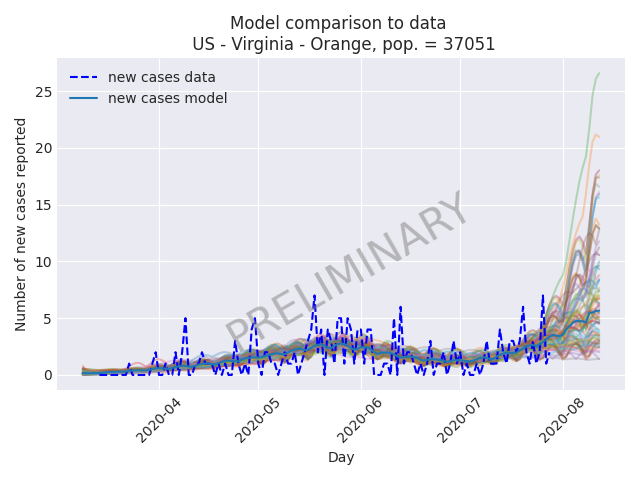 Model comparison to data
US - Virginia - Orange, pop. = 37051
new cases data
new cases model
PRELIMINARY
Number of new cases reported
25
20
15
10
5
0
2020-04
2020-05
2020-06
2020-07
2020-08
Day